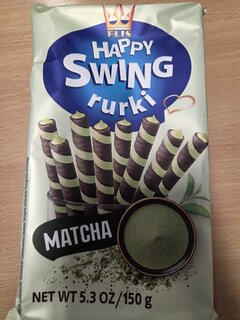 FLIS
HAPPY
SWING
rurki
MATCHA
NET WT 5.3 OZ/150 g